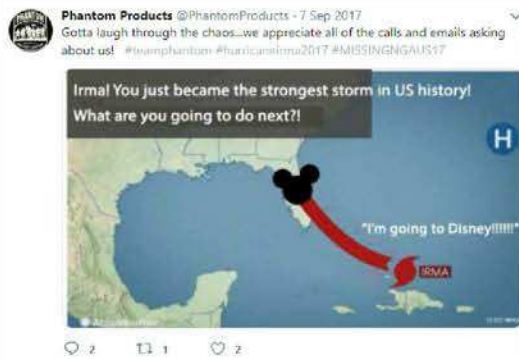 Phantom Products @PhantomProducts - 7 Sep 2017
Gotta laugh through the chaos...we appreciate all of the calls and emails asking
about us! #teamphantom #hurricaneirma2017 #MISSINGNGAUS17
Irma! You just became the strongest storm in US history!
What are you going to do next?!
H
"I'm going to Disney!!!!!!"
IRMA
2 1 2